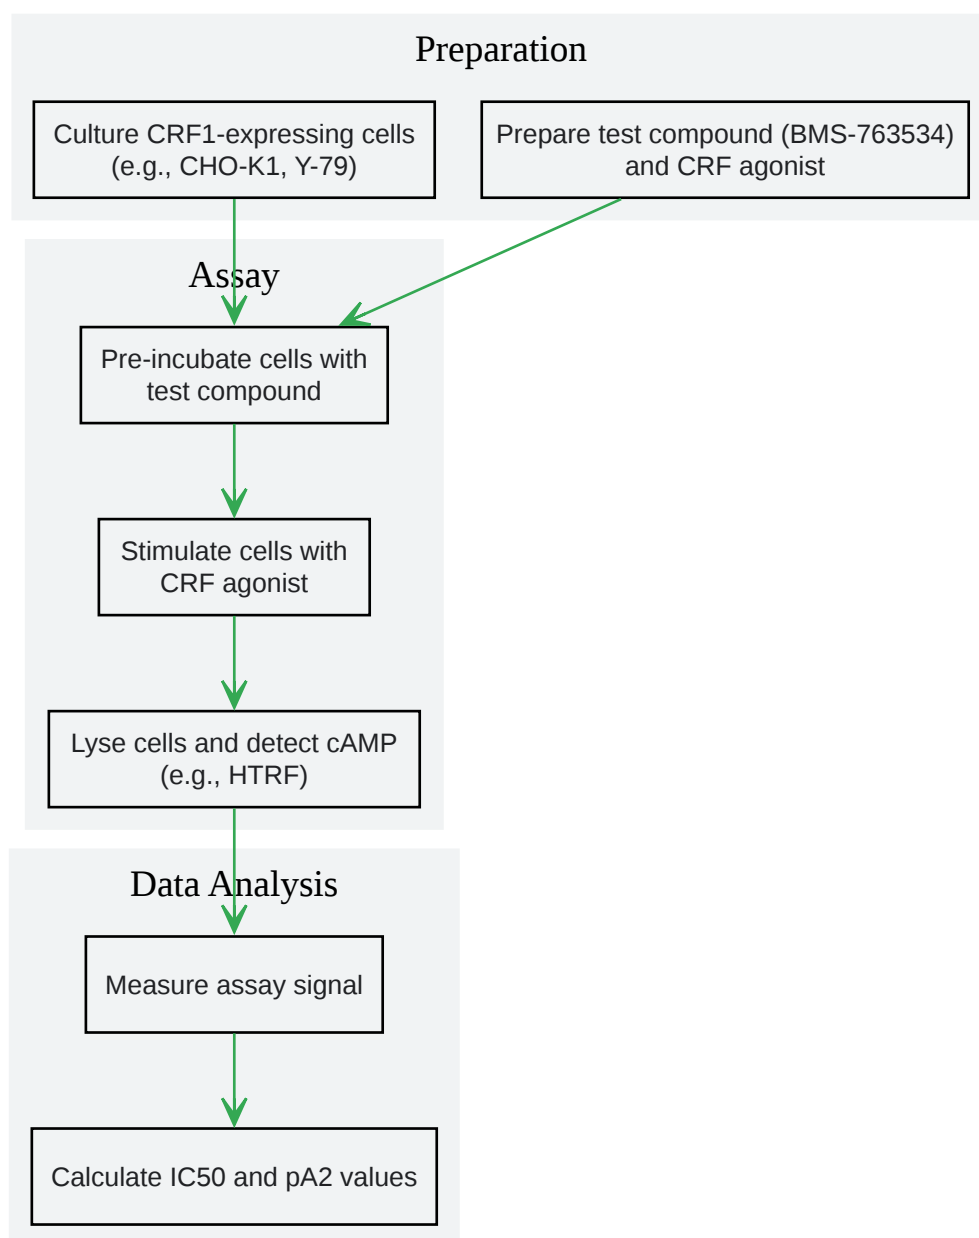 Preparation
Culture CRF1-expressing cells
(e.g., CHO-K1, Y-79)
Prepare test compound (BMS-763534)
and CRF agonist
Assay
Pre-incubate cells with
test compound
Stimulate cells with
CRF agonist
Lyse cells and detect cAMP
(e.g., HTRF)
Data Analysis
Measure assay signal
Calculate IC50 and pA2 values